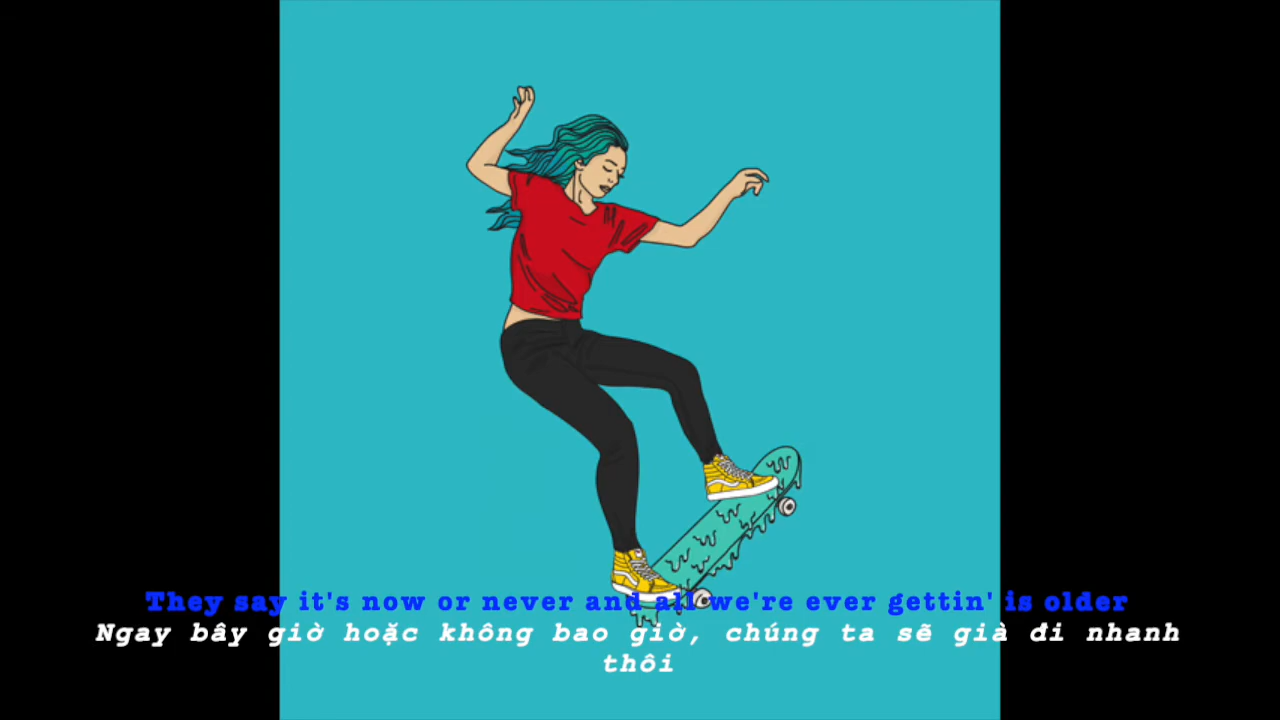 They say it's now or never and all we're ever gettin' is older
Ngay bây giờ hoặc không bao giờ, chúng ta sẽ già đi nhanh
thôi